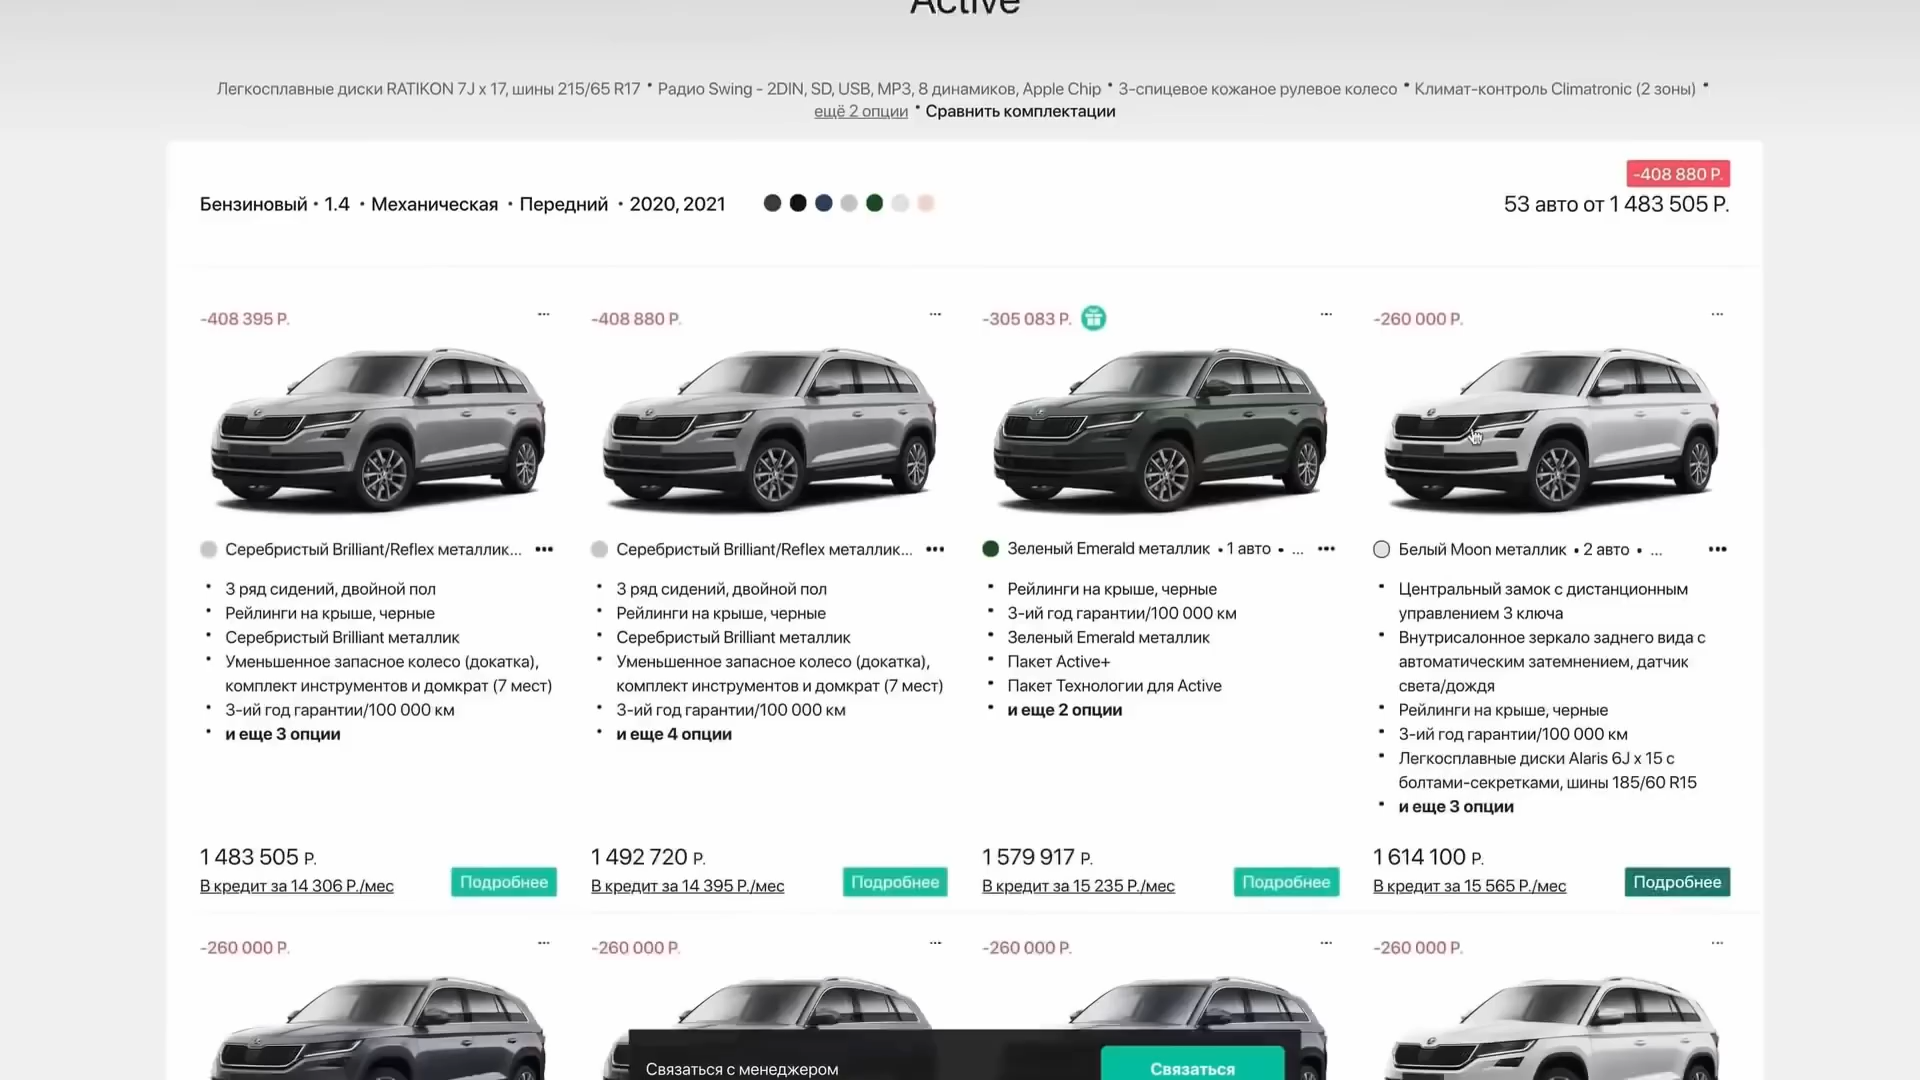 Active
Легкосплавные диски RATIKON 7J x 17, шины 215/65 R17 • Радио Swing - 2DIN, SD, USB, MP3, 8 динамиков, Apple Chip • 3-спицевое кожаное рулевое колесо • Климат-контроль Climatronic (2 зоны) •
ещё 2 опции • Сравнить комплектации
-408 880 Р.
Бензиновый • 1.4 • Механическая • Передний • 2020, 2021
53 авто от 1 483 505 Р.
-408 395 Р.
Серебристый Brilliant/Reflex металлик... •••
• 3 ряд сидений, двойной пол
• Рейлинги на крыше, черные
• Серебристый Brilliant металлик
• Уменьшенное запасное колесо (докатка),
комплект инструментов и домкрат (7 мест)
• 3-ий год гарантии/100 000 км
• и еще 3 опции
1 483 505 Р.
В кредит за 14 306 Р./мес
Подробнее
-408 880 Р.
Серебристый Brilliant/Reflex металлик... •••
• 3 ряд сидений, двойной пол
• Рейлинги на крыше, черные
• Серебристый Brilliant металлик
• Уменьшенное запасное колесо (докатка),
комплект инструментов и домкрат (7 мест)
• 3-ий год гарантии/100 000 км
• и еще 4 опции
1 492 720 Р.
В кредит за 14 395 Р./мес
Подробнее
-305 083 Р.
Зеленый Emerald металлик • 1 авто • ... •••
• Рейлинги на крыше, черные
• 3-ий год гарантии/100 000 км
• Зеленый Emerald металлик
• Пакет Active+
• Пакет Технологии для Active
• и еще 2 опции
1 579 917 Р.
В кредит за 15 235 Р./мес
Подробнее
-260 000 Р.
Белый Moon металлик • 2 авто • ... •••
• Центральный замок с дистанционным
управлением 3 ключа
• Внутрисалонное зеркало заднего вида с
автоматическим затемнением, датчик
света/дождя
• Рейлинги на крыше, черные
• 3-ий год гарантии/100 000 км
• Легкосплавные диски Alaris 6J x 15 с
болтами-секретками, шины 185/60 R15
• и еще 3 опции
1 614 100 Р.
В кредит за 15 565 Р./мес
Подробнее
-260 000 Р.
-260 000 Р.
-260 000 Р.
-260 000 Р.
Связаться с менеджером
Связаться